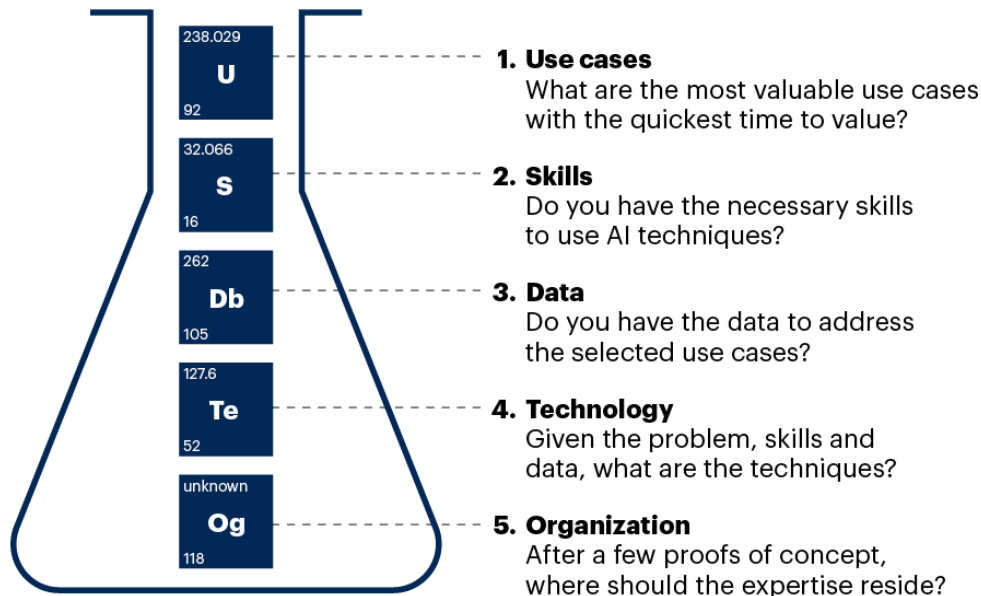 238.029
U
92
1. Use cases
What are the most valuable use cases
with the quickest time to value?
32.066
S
16
2. Skills
Do you have the necessary skills
to use AI techniques?
262
Db
105
3. Data
Do you have the data to address
the selected use cases?
127.6
Te
52
4. Technology
Given the problem, skills and
data, what are the techniques?
unknown
Og
118
5. Organization
After a few proofs of concept,
where should the expertise reside?